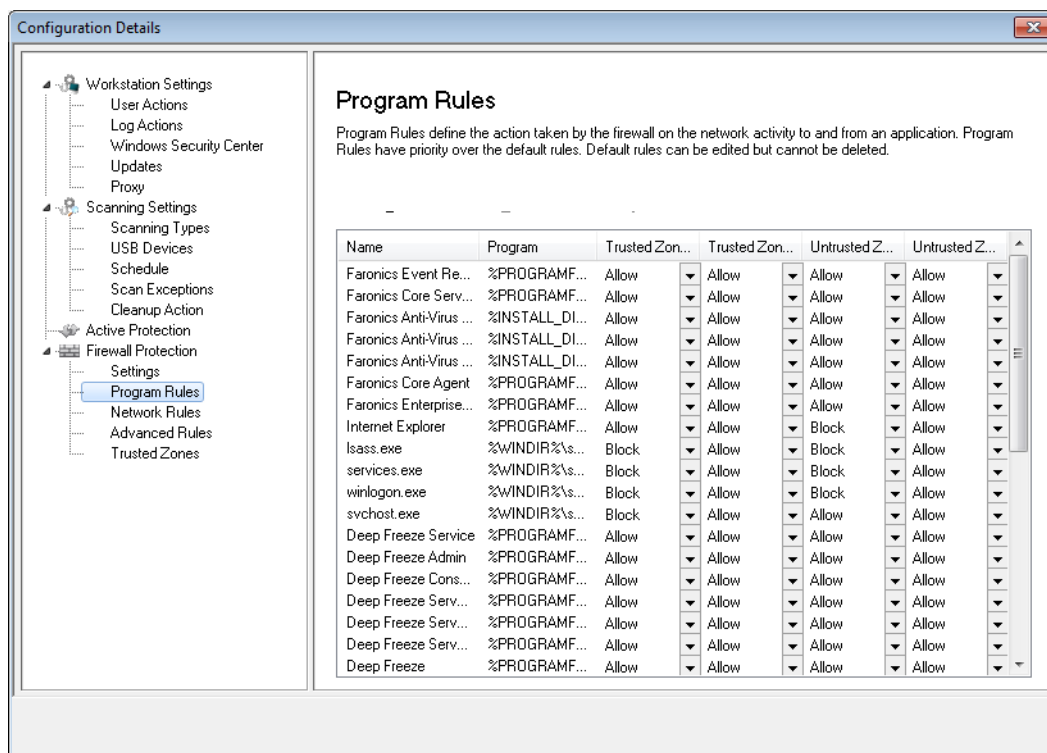 Configuration Details
Workstation Settings
User Actions
Log Actions
Windows Security Center
Updates
Proxy
Scanning Settings
Scanning Types
USB Devices
Schedule
Scan Exceptions
Cleanup Action
Active Protection
Firewall Protection
Settings
Program Rules
Network Rules
Advanced Rules
Trusted Zones
Program Rules
Program Rules define the action taken by the firewall on the network activity to and from an application. Program
Rules have priority over the default rules. Default rules can be edited but cannot be deleted.
Name Program Trusted Zon... Trusted Zon... Untrusted Z... Untrusted Z...
Faronics Event Re... %PROGRAMF... Allow Allow Allow Allow
Faronics Core Serv... %PROGRAMF... Allow Allow Allow Allow
Faronics Anti-Virus ... %INSTALL_DI... Allow Allow Allow Allow
Faronics Anti-Virus ... %INSTALL_DI... Allow Allow Allow Allow
Faronics Anti-Virus ... %INSTALL_DI... Allow Allow Allow Allow
Faronics Core Agent %PROGRAMF... Allow Allow Allow Allow
Faronics Enterprise... %PROGRAMF... Allow Allow Allow Allow
Internet Explorer %PROGRAMF... Allow Allow Block Allow
lsass.exe %WINDIR%\s... Block Allow Block Allow
services.exe %WINDIR%\s... Block Allow Block Allow
winlogon.exe %WINDIR%\s... Block Allow Block Allow
svchost.exe %WINDIR%\s... Block Allow Allow Allow
Deep Freeze Service %PROGRAMF... Allow Allow Allow Allow
Deep Freeze Admin %PROGRAMF... Allow Allow Allow Allow
Deep Freeze Cons... %PROGRAMF... Allow Allow Allow Allow
Deep Freeze Serv... %PROGRAMF... Allow Allow Allow Allow
Deep Freeze Serv... %PROGRAMF... Allow Allow Allow Allow
Deep Freeze Serv... %PROGRAMF... Allow Allow Allow Allow
Deep Freeze %PROGRAMF... Allow Allow Allow Allow